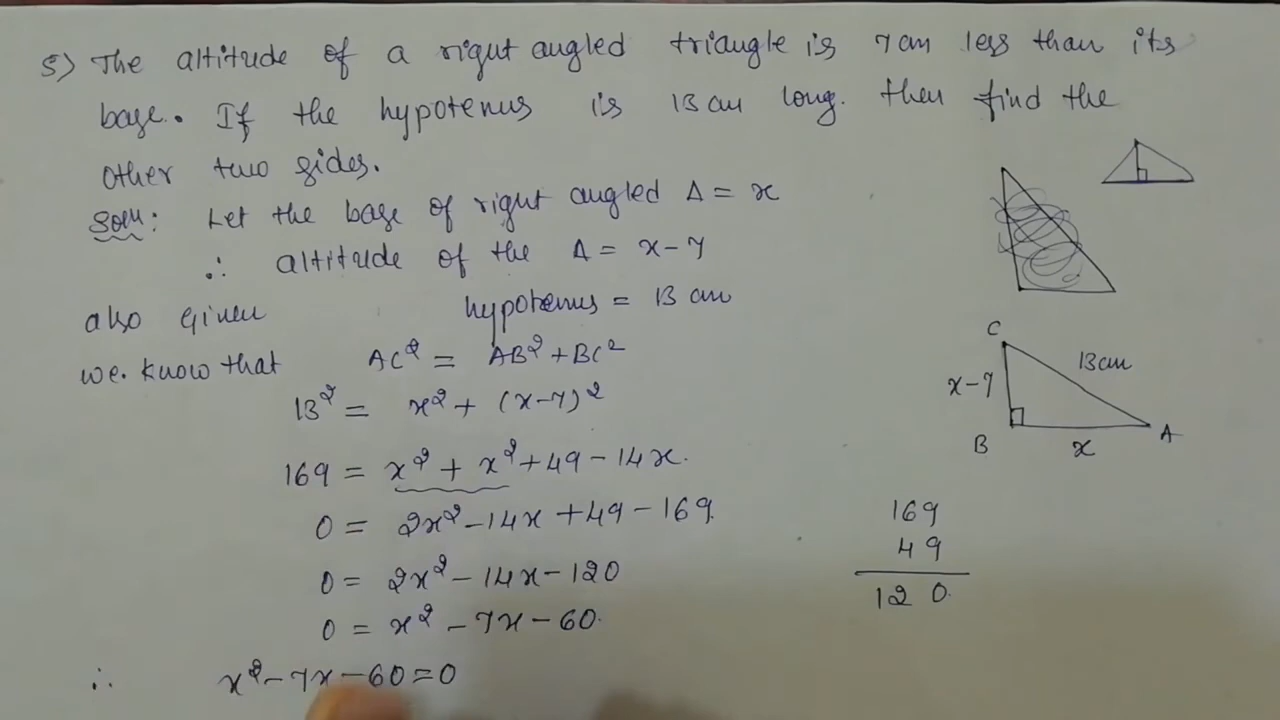 5) The altitude of a right angled triangle is 7 cm less than its
base. If the hypotenus is 13 cm long. then find the
other two sides.
Soln: Let the base of right angled Δ = x
∴ altitude of the Δ = x-7
also given hypotenus = 13 cm
we know that AC² = AB² + BC²
13² = x² + (x-7)²
169 = x² + x² + 49 - 14x.
0 = 2x² - 14x + 49 - 169.
0 = 2x² - 14x - 120
0 = x² - 7x - 60.
∴ x² - 7x - 60 = 0
C
13cm
x-7
B
x
A
169
49
120.